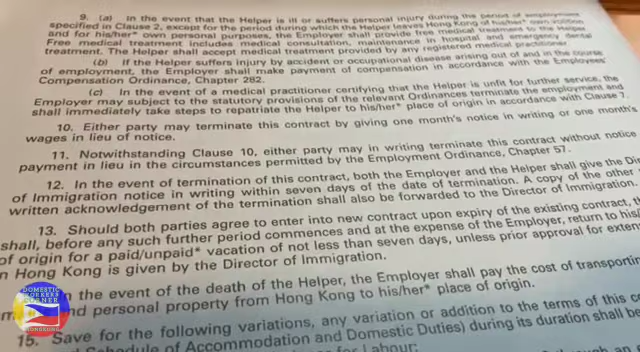 9. (a) In the event that the Helper is ill or suffers personal injury during the period of employment
specified in Clause 2, except for the period during which the Helper leaves Hong Kong of his/her* own volition
and for his/her* own personal purposes, the Employer shall provide free medical treatment to the Helper.
Free medical treatment includes medical consultation, maintenance in hospital and emergency dental
treatment. The Helper shall accept medical treatment provided by any registered medical practitioner.
(b) If the Helper suffers injury by accident or occupational disease arising out of and in the course
of employment, the Employer shall make payment of compensation in accordance with the Employees'
Compensation Ordinance, Chapter 282.
(c) In the event of a medical practitioner certifying that the Helper is unfit for further service, the
Employer may subject to the statutory provisions of the relevant Ordinances terminate the employment and
shall immediately take steps to repatriate the Helper to his/her* place of origin in accordance with Clause 7.
10. Either party may terminate this contract by giving one month's notice in writing or one month's
wages in lieu of notice.
11. Notwithstanding Clause 10, either party may in writing terminate this contract without notice
payment in lieu in the circumstances permitted by the Employment Ordinance, Chapter 57.
12. In the event of termination of this contract, both the Employer and the Helper shall give the Di
of Immigration notice in writing within seven days of the date of termination. A copy of the other
written acknowledgement of the termination shall also be forwarded to the Director of Immigration.
13. Should both parties agree to enter into new contract upon expiry of the existing contract, t
shall, before any such further period commences and at the expense of the Employer, return to his
of origin for a paid/unpaid* vacation of not less than seven days, unless prior approval for exten
n Hong Kong is given by the Director of Immigration.
n the event of the death of the Helper, the Employer shall pay the cost of transportin
nd personal property from Hong Kong to his/her* place of origin.
15. Save for the following variations, any variation or addition to the terms of this c
Schedule of Accommodation and Domestic Duties) during its duration shall be
for Labour:
DOMESTIC
WORKERS
CORNER
HONGKONG